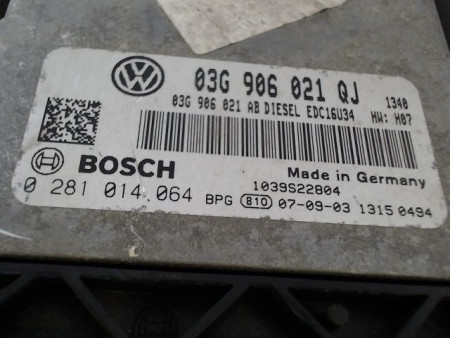 03G 906 021 QJ 1340
03G 906 021 AB DIESEL EDC16U34 HW: H07
BOSCH Made in Germany
1039S22804
0 281 014 064 BPG 810 07-09-03 1315 0494